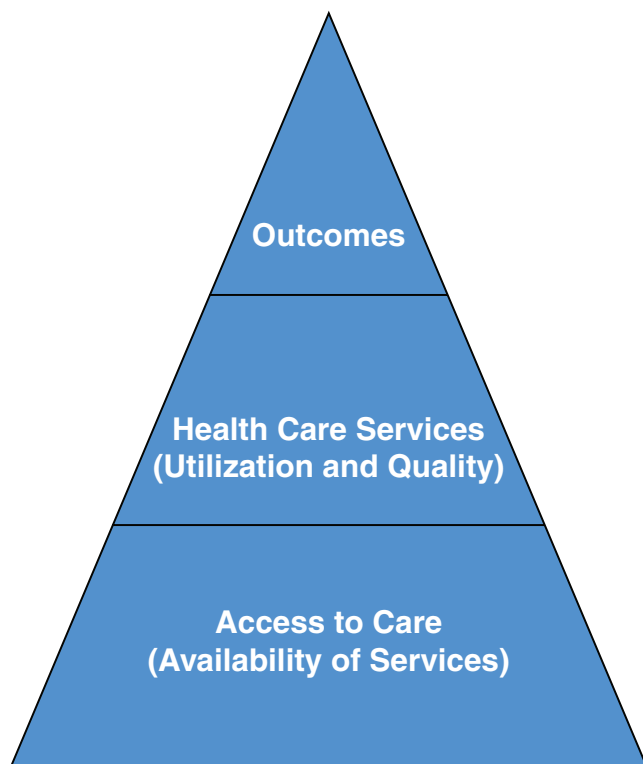 Outcomes
Health Care Services
(Utilization and Quality)
Access to Care
(Availability of Services)